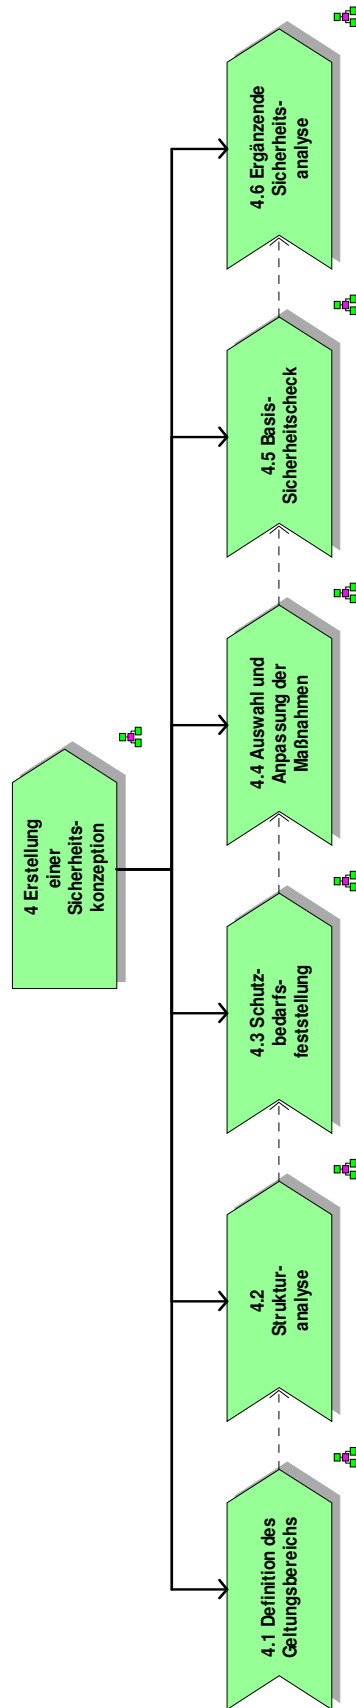 4 Erstellung
einer
Sicherheits-
konzeption
4.1 Definition des
Geltungsbereichs
4.2
Struktur-
analyse
4.3 Schutz-
bedarfs-
feststellung
4.4 Auswahl und
Anpassung der
Maßnahmen
4.5 Basis-
Sicherheitscheck
4.6 Ergänzende
Sicherheits-
analyse